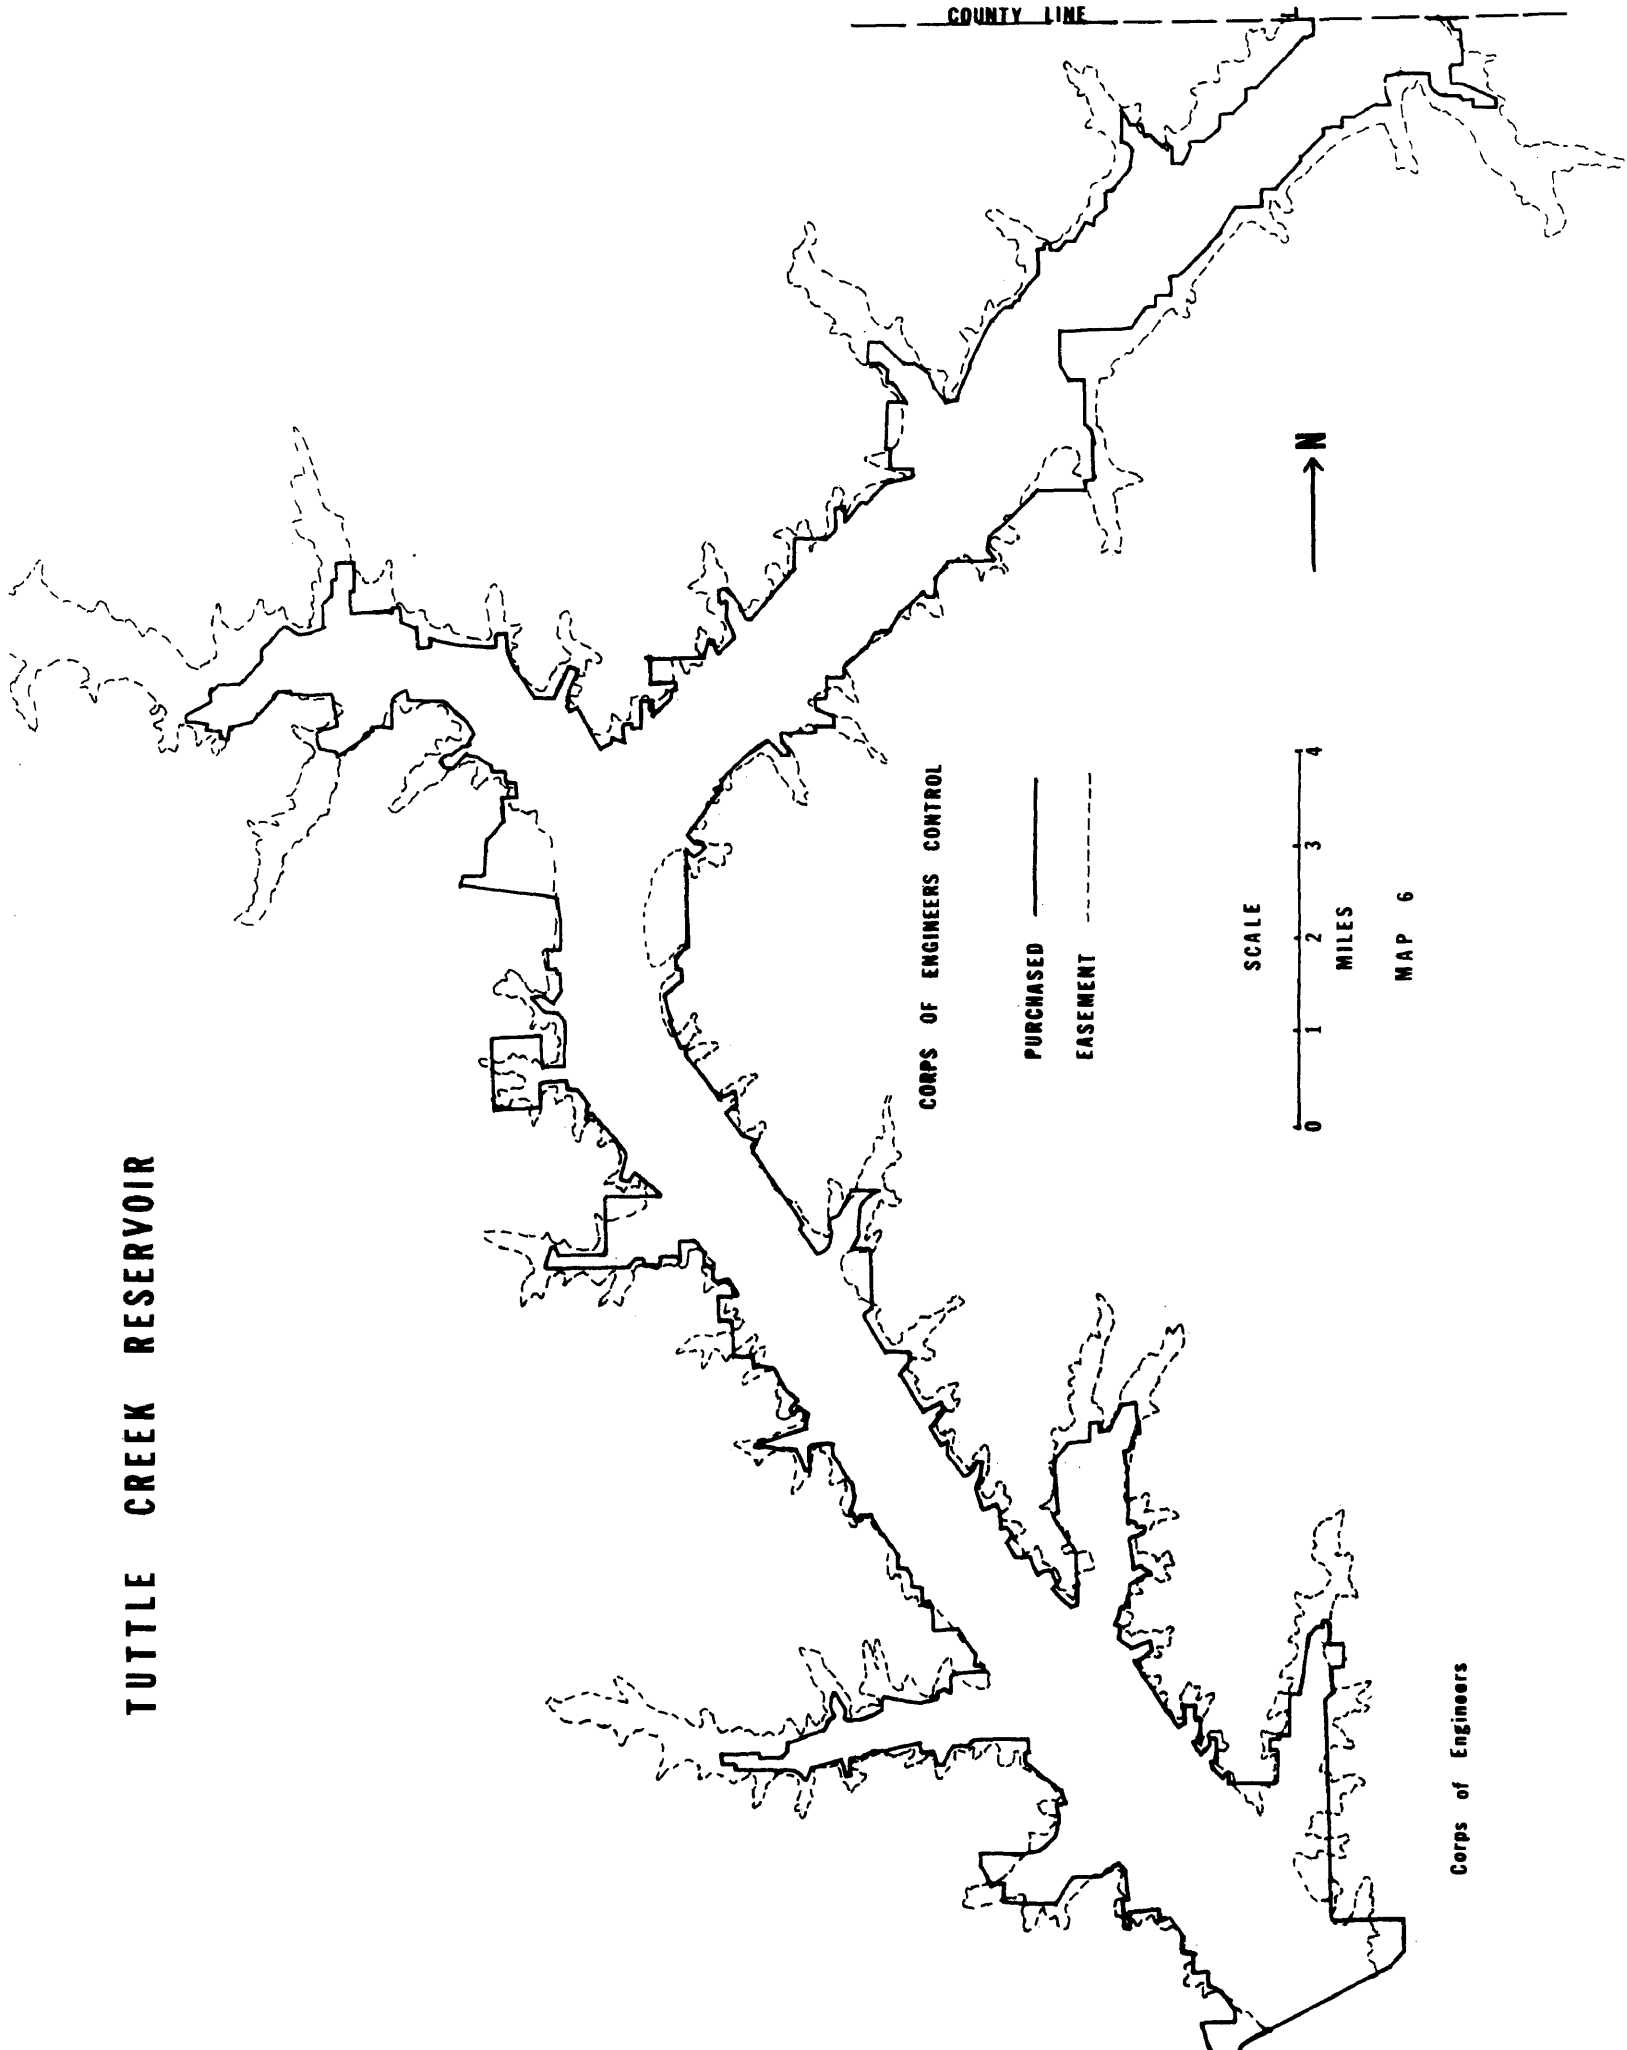 COUNTY LINE
TUTTLE CREEK RESERVOIR
N
CORPS OF ENGINEERS CONTROL
PURCHASED
EASEMENT
SCALE
0 1 2 3 4
MILES
MAP 6
Corps of Engineers